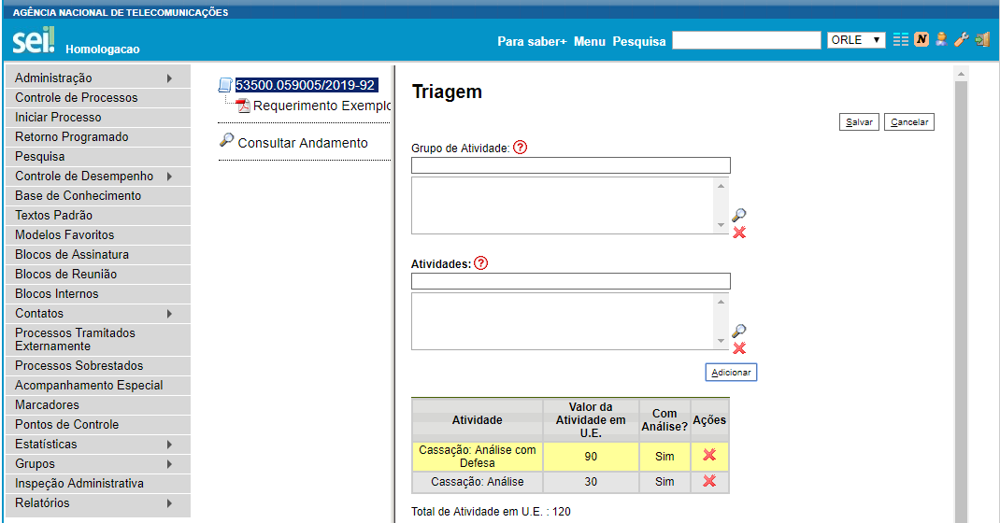 AGÊNCIA NACIONAL DE TELECOMUNICAÇÕES
sei! Homologacao
Para saber+ Menu Pesquisa ORLE
N
Administração
Controle de Processos
Iniciar Processo
Retorno Programado
Pesquisa
Controle de Desempenho
Base de Conhecimento
Textos Padrão
Modelos Favoritos
Blocos de Assinatura
Blocos de Reunião
Blocos Internos
Contatos
Processos Tramitados
Externamente
Processos Sobrestados
Acompanhamento Especial
Marcadores
Pontos de Controle
Estatísticas
Grupos
Inspeção Administrativa
Relatórios
53500.059005/2019-92
Requerimento Exemplo
Consultar Andamento
Triagem
Salvar Cancelar
Grupo de Atividade: ?
Atividades: ?
Adicionar
Atividade
Valor da
Atividade em
U.E.
Com
Análise?
Ações
Cassação: Análise com
Defesa
90
Sim
Cassação: Análise
30
Sim
Total de Atividade em U.E. : 120